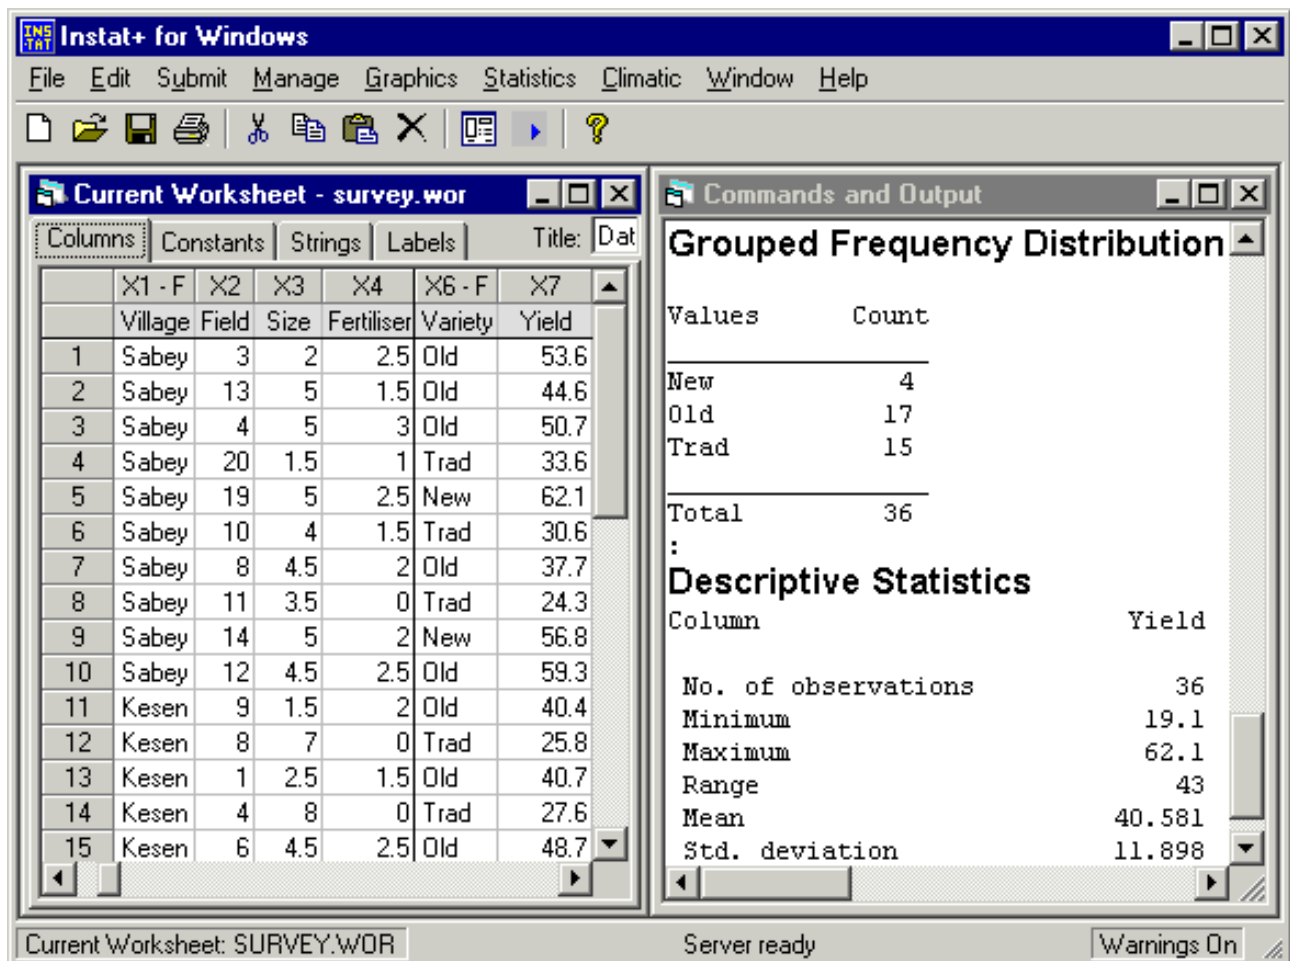 INS TAT Instat+ for Windows
File Edit Submit Manage Graphics Statistics Climatic Window Help
Current Worksheet - survey.wor
Columns Constants Strings Labels Title: Dat
X1 - F X2 X3 X4 X6 - F X7
Village Field Size Fertiliser Variety Yield
1 Sabey 3 2 2.5 Old 53.6
2 Sabey 13 5 1.5 Old 44.6
3 Sabey 4 5 3 Old 50.7
4 Sabey 20 1.5 1 Trad 33.6
5 Sabey 19 5 2.5 New 62.1
6 Sabey 10 4 1.5 Trad 30.6
7 Sabey 8 4.5 2 Old 37.7
8 Sabey 11 3.5 0 Trad 24.3
9 Sabey 14 5 2 New 56.8
10 Sabey 12 4.5 2.5 Old 59.3
11 Kesen 9 1.5 2 Old 40.4
12 Kesen 8 7 0 Trad 25.8
13 Kesen 1 2.5 1.5 Old 40.7
14 Kesen 4 8 0 Trad 27.6
15 Kesen 6 4.5 2.5 Old 48.7
Commands and Output
Grouped Frequency Distribution
Values Count
New 4
Old 17
Trad 15
Total 36
:
Descriptive Statistics
Column Yield
No. of observations 36
Minimum 19.1
Maximum 62.1
Range 43
Mean 40.581
Std. deviation 11.898
Current Worksheet: SURVEY.WOR Server ready Warnings On